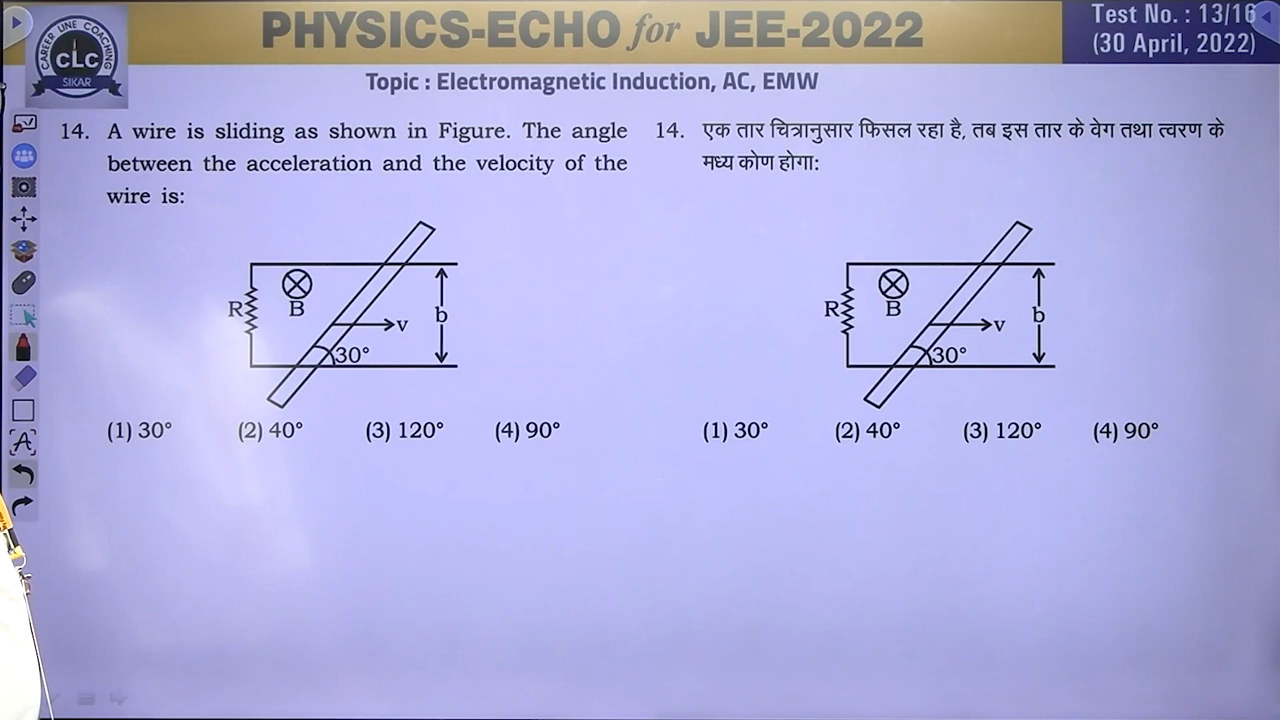 CAREER LINE COACHING
CLC
SIKAR
PHYSICS-ECHO for JEE-2022
Test No. : 13/16
(30 April, 2022)
Topic : Electromagnetic Induction, AC, EMW
14. A wire is sliding as shown in Figure. The angle
between the acceleration and the velocity of the
wire is:
R
B
v
b
30°
(1) 30° (2) 40° (3) 120° (4) 90°
14. एक तार चित्रानुसार फिसल रहा है, तब इस तार के वेग तथा त्वरण के
मध्य कोण होगा:
R
B
v
b
30°
(1) 30° (2) 40° (3) 120° (4) 90°
A